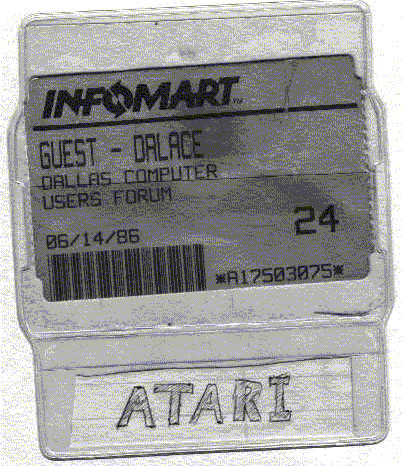 INFOMART™
GUEST - DALACE
DALLAS COMPUTER
USERS FORUM
24
06/14/86
*A17503075*
ATARI